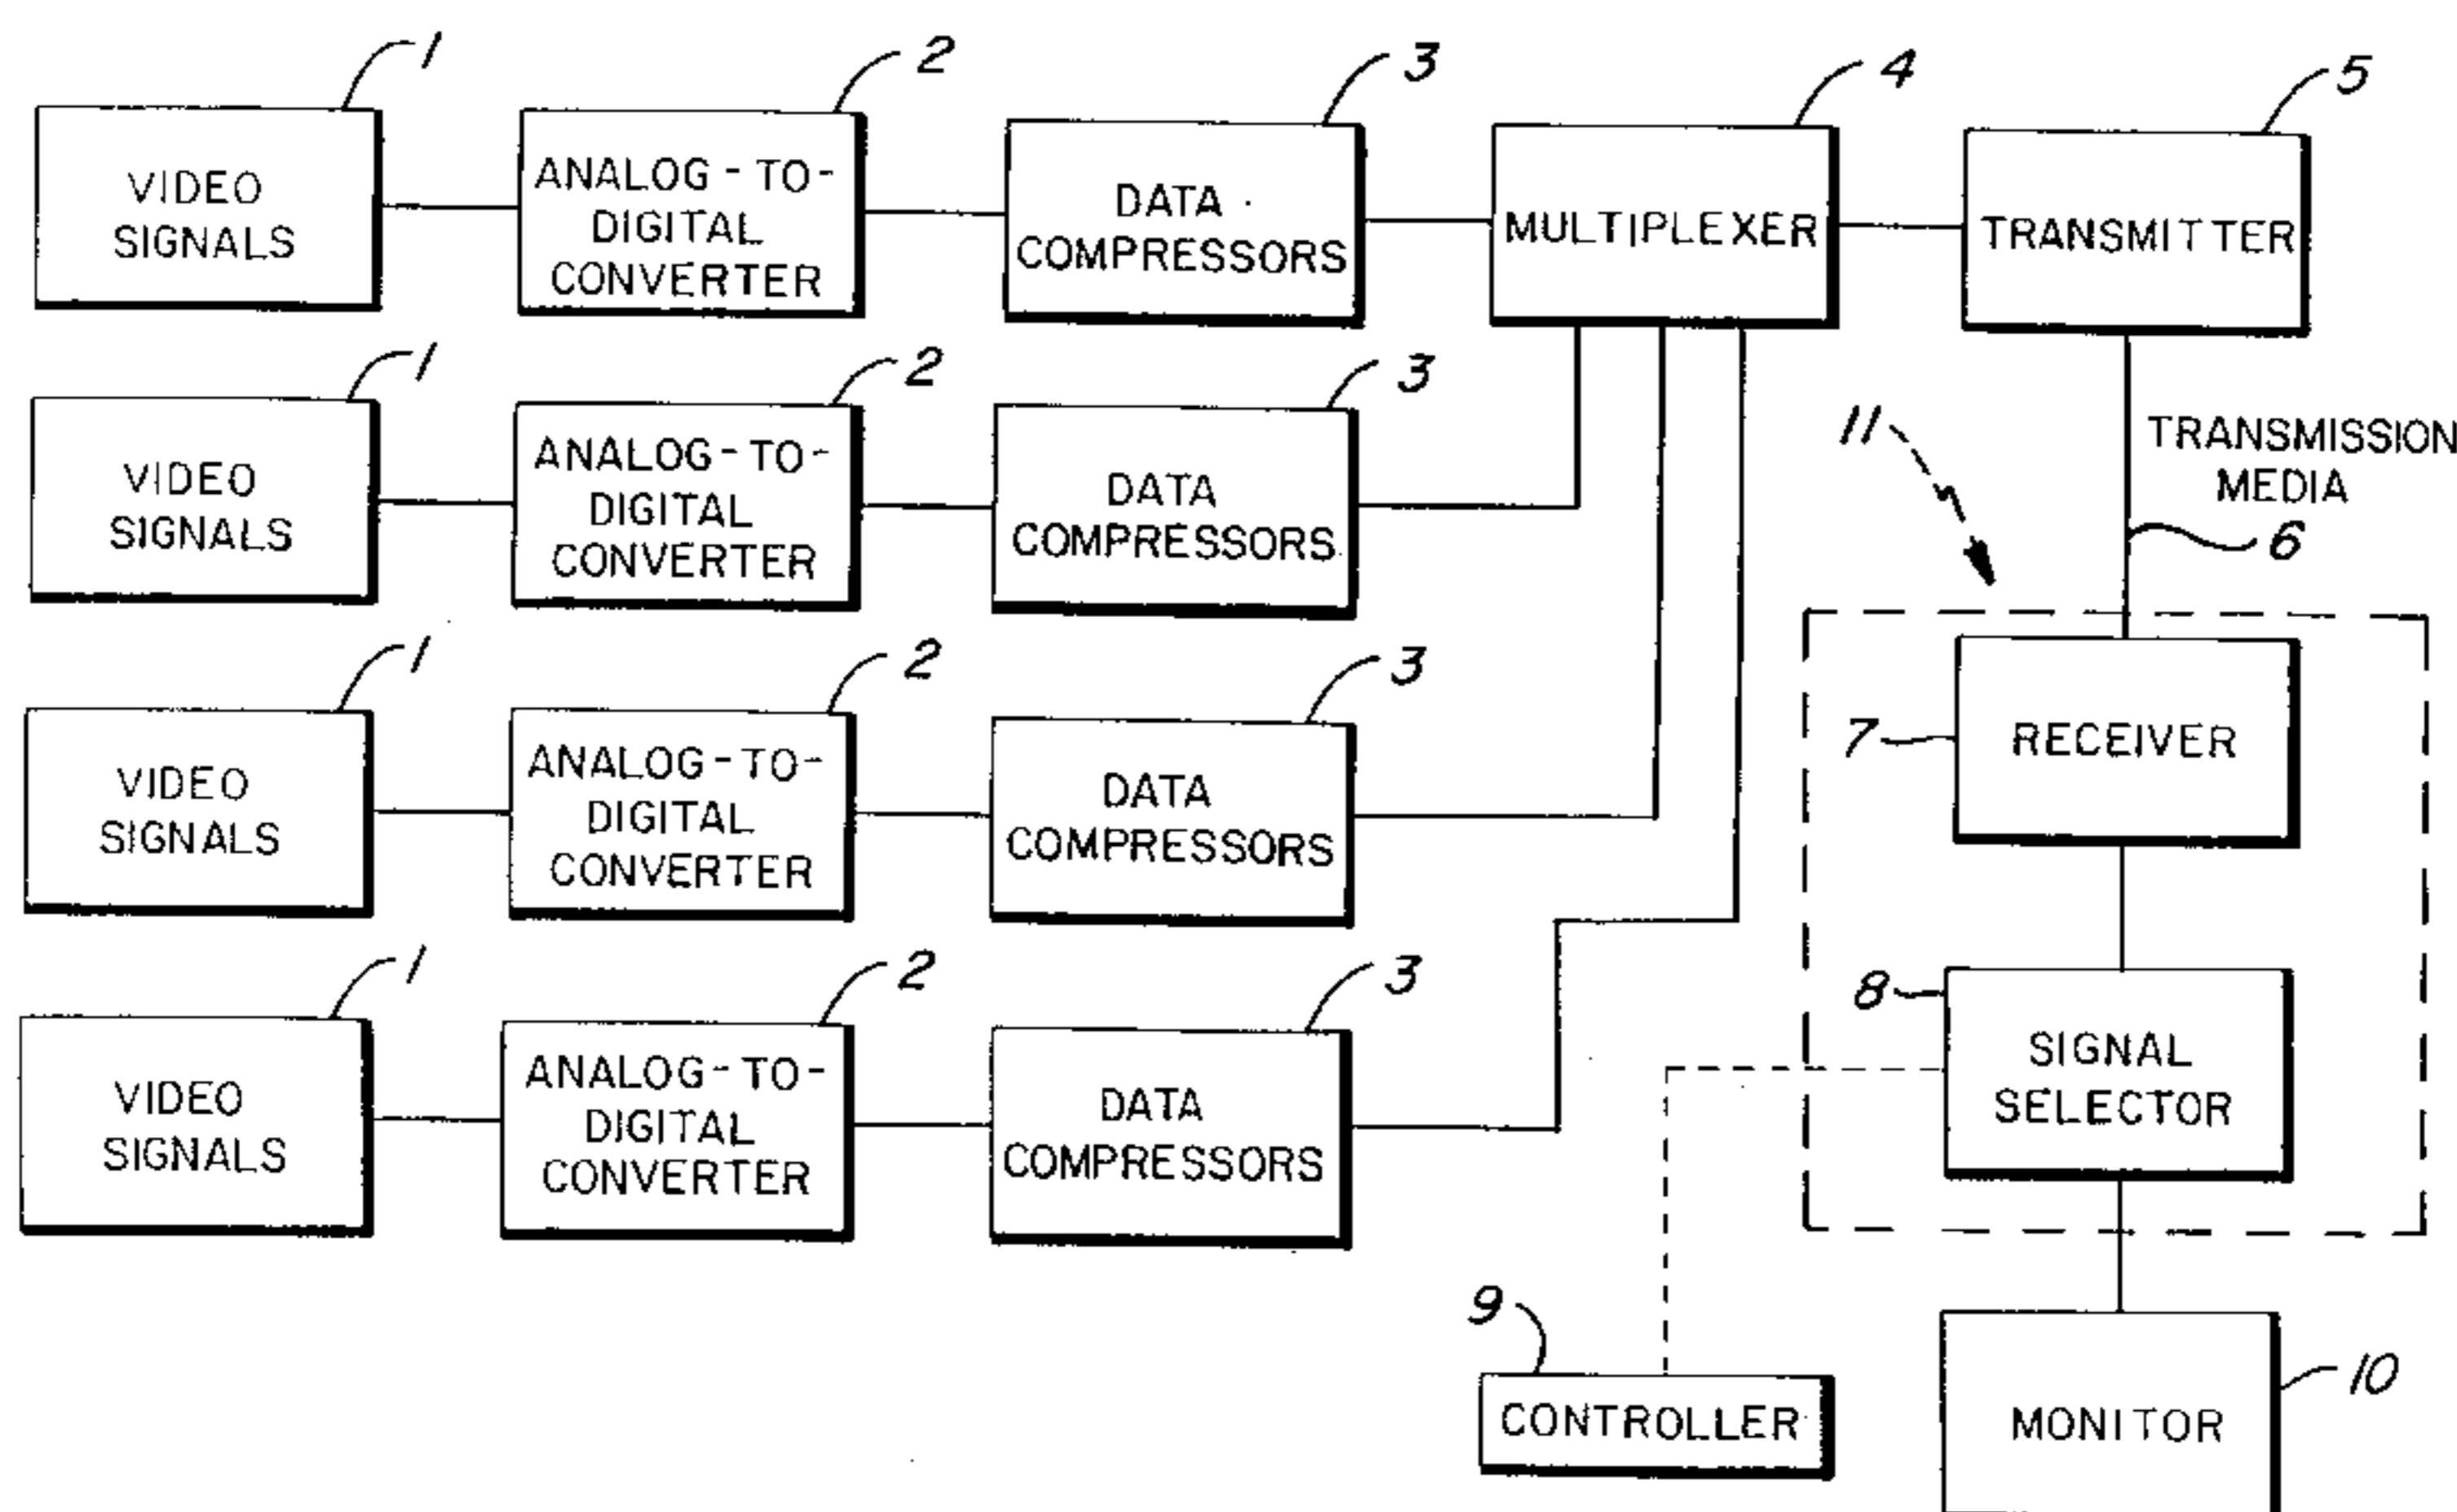 1
2
3
4
5
VIDEO
SIGNALS
ANALOG-TO-
DIGITAL
CONVERTER
DATA
COMPRESSORS
MULTIPLEXER
TRANSMITTER
1
2
3
VIDEO
SIGNALS
ANALOG-TO-
DIGITAL
CONVERTER
DATA
COMPRESSORS
11
TRANSMISSION
MEDIA
6
1
2
3
VIDEO
SIGNALS
ANALOG-TO-
DIGITAL
CONVERTER
DATA
COMPRESSORS
7
RECEIVER
1
2
3
VIDEO
SIGNALS
ANALOG-TO-
DIGITAL
CONVERTER
DATA
COMPRESSORS
8
SIGNAL
SELECTOR
9
CONTROLLER
10
MONITOR